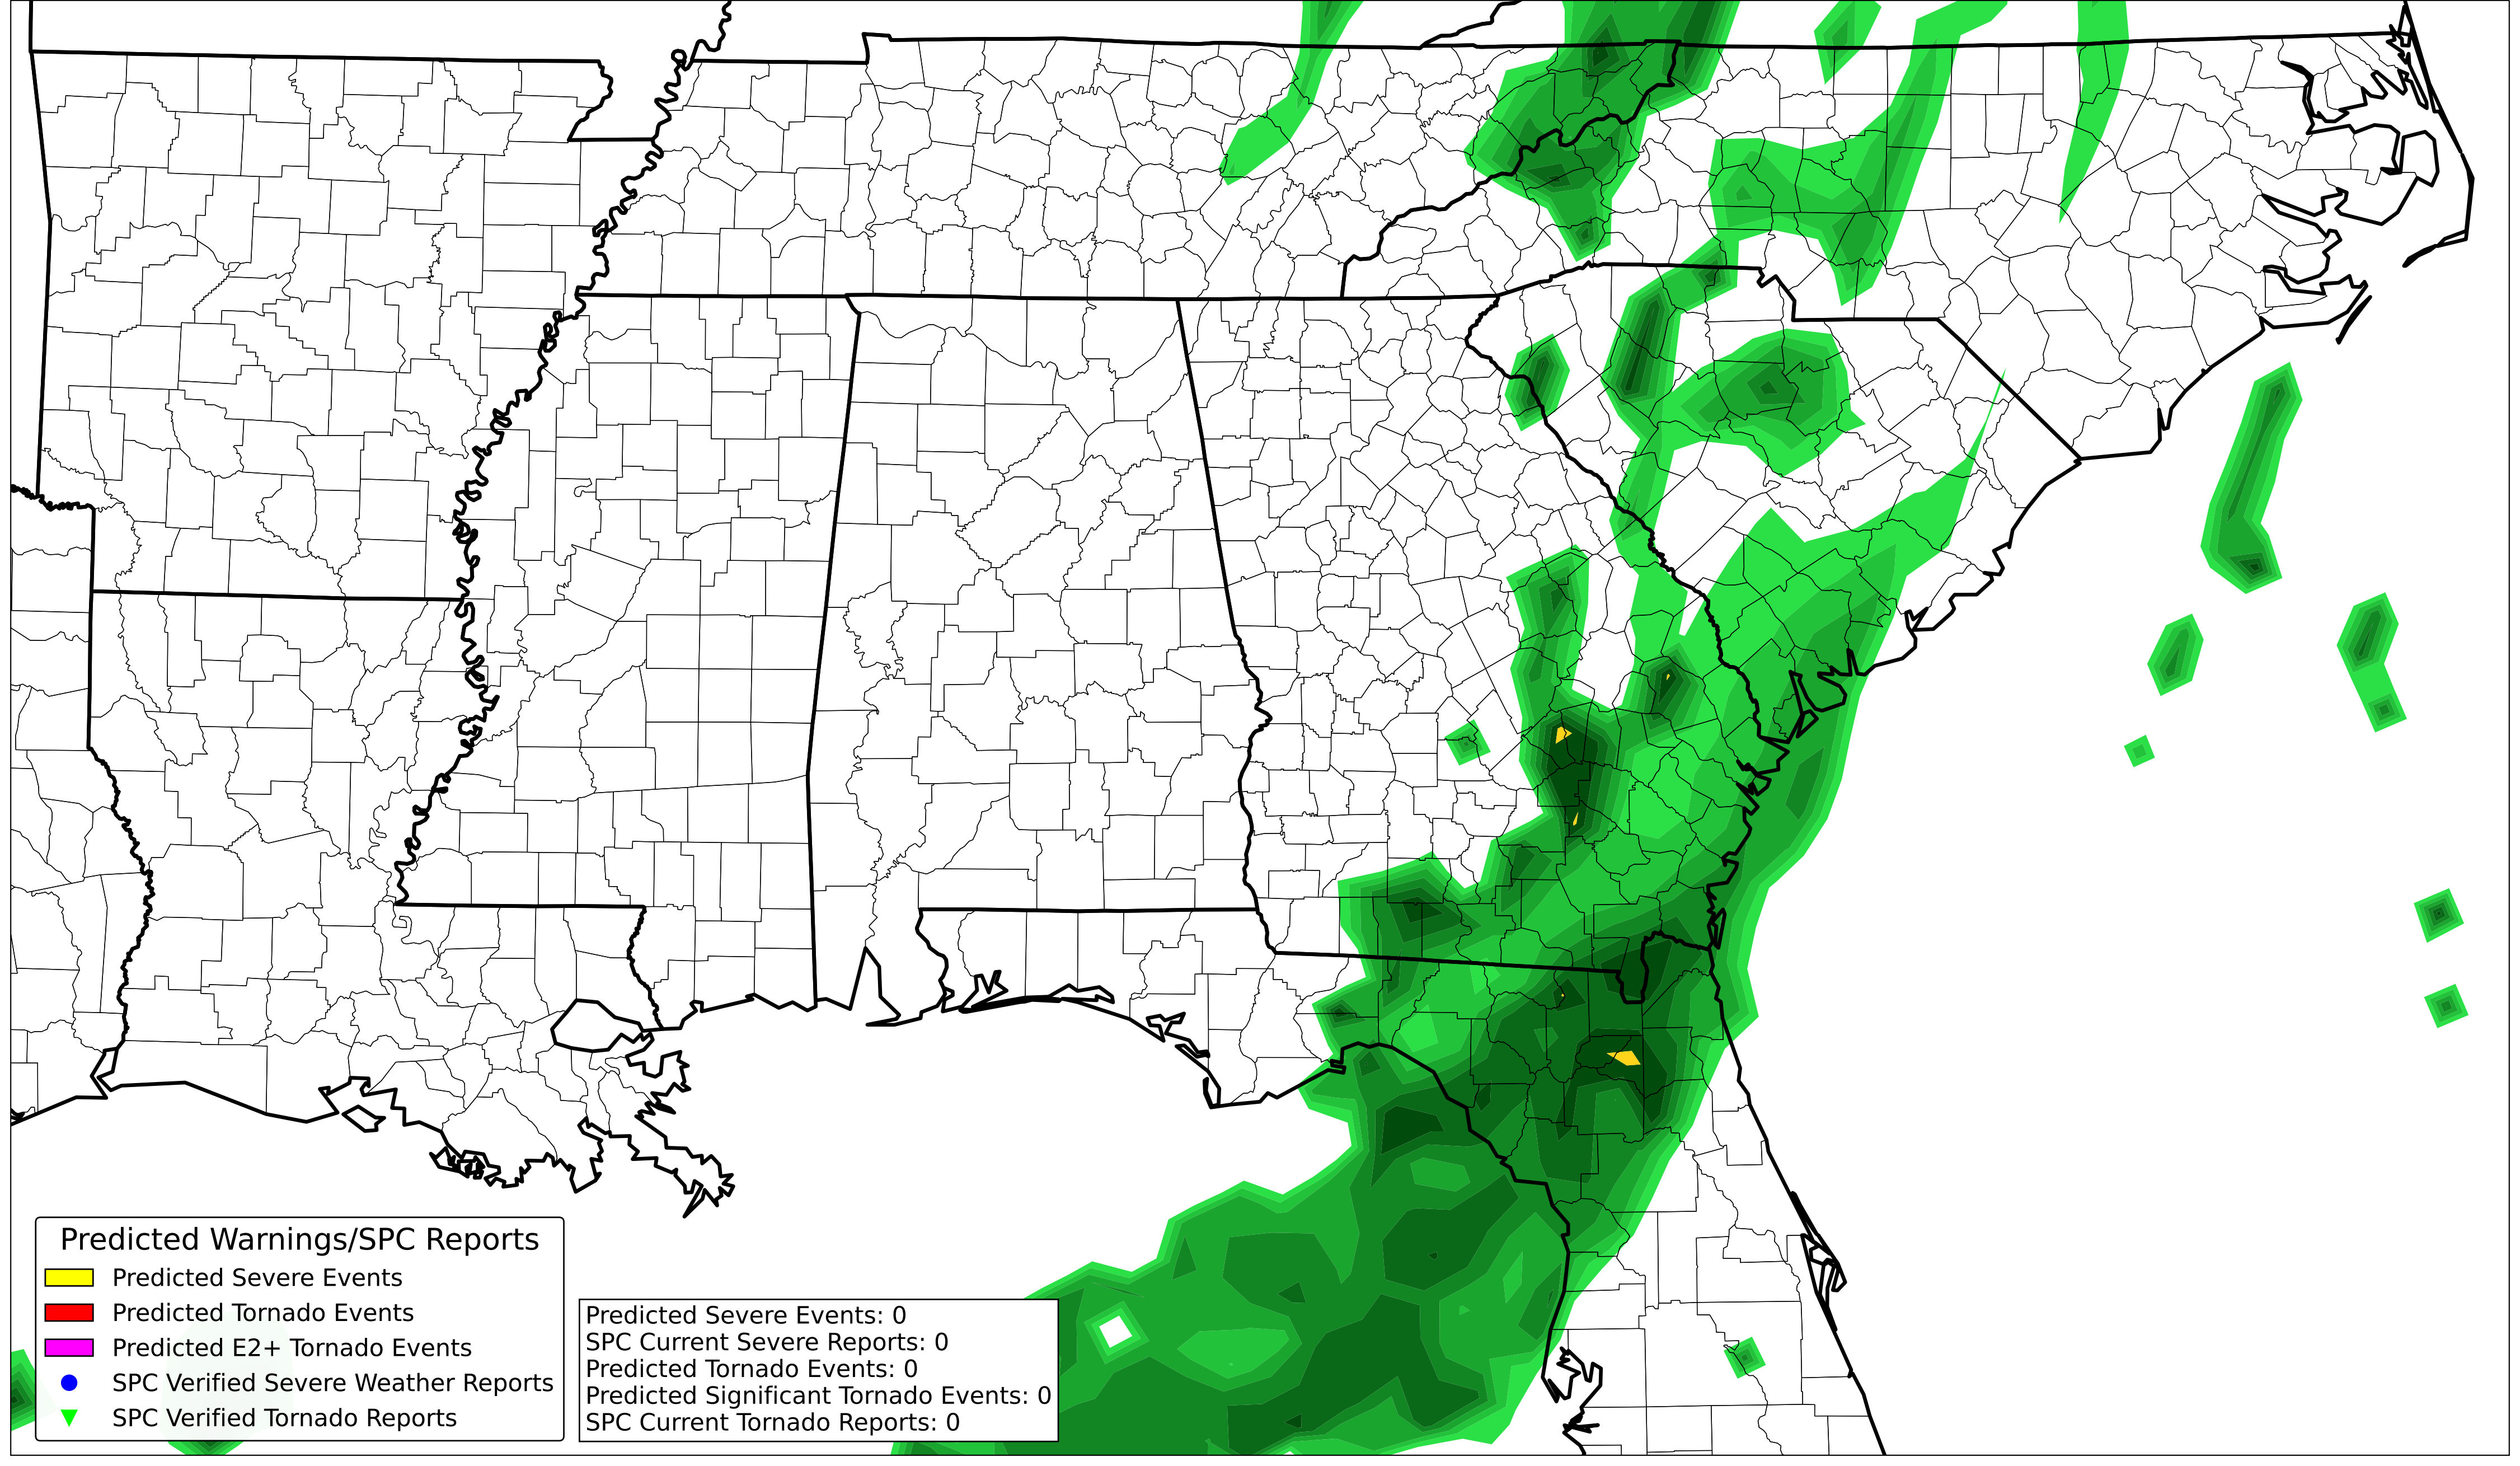 Predicted Warnings/SPC Reports
Predicted Severe Events
Predicted Tornado Events
Predicted E2+ Tornado Events
SPC Verified Severe Weather Reports
SPC Verified Tornado Reports
Predicted Severe Events: 0
SPC Current Severe Reports: 0
Predicted Tornado Events: 0
Predicted Significant Tornado Events: 0
SPC Current Tornado Reports: 0